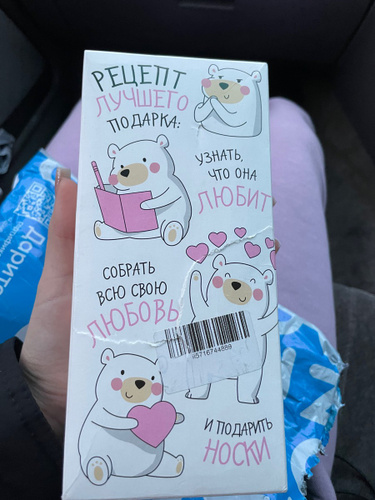 РЕЦЕПТ
ЛУЧШЕГО
ПОДАРКА:
УЗНАТЬ,
ЧТО ОНА
ЛЮБИТ
СОБРАТЬ
ВСЮ СВОЮ
ЛЮБОВЬ
И ПОДАРИТЬ
НОСКИ